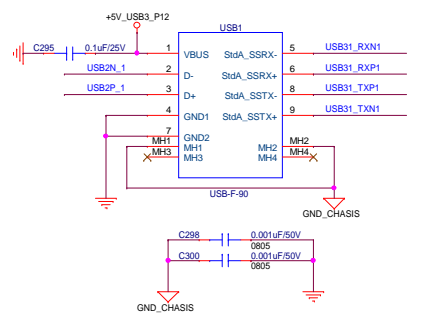 +5V_USB3_P12
USB1
C295 0.1uF/25V 1 VBUS StdA_SSRX- 5 USB31_RXN1
USB2N_1 2 D- StdA_SSRX+ 6 USB31_RXP1
USB2P_1 3 D+ StdA_SSTX- 8 USB31_TXP1
4 GND1 StdA_SSTX+ 9 USB31_TXN1
7 GND2
MH1 MH1 MH2 MH2
MH3 MH3 MH4 MH4
USB-F-90
GND_CHASIS
C298 0.001uF/50V
0805
C300 0.001uF/50V
0805
GND_CHASIS